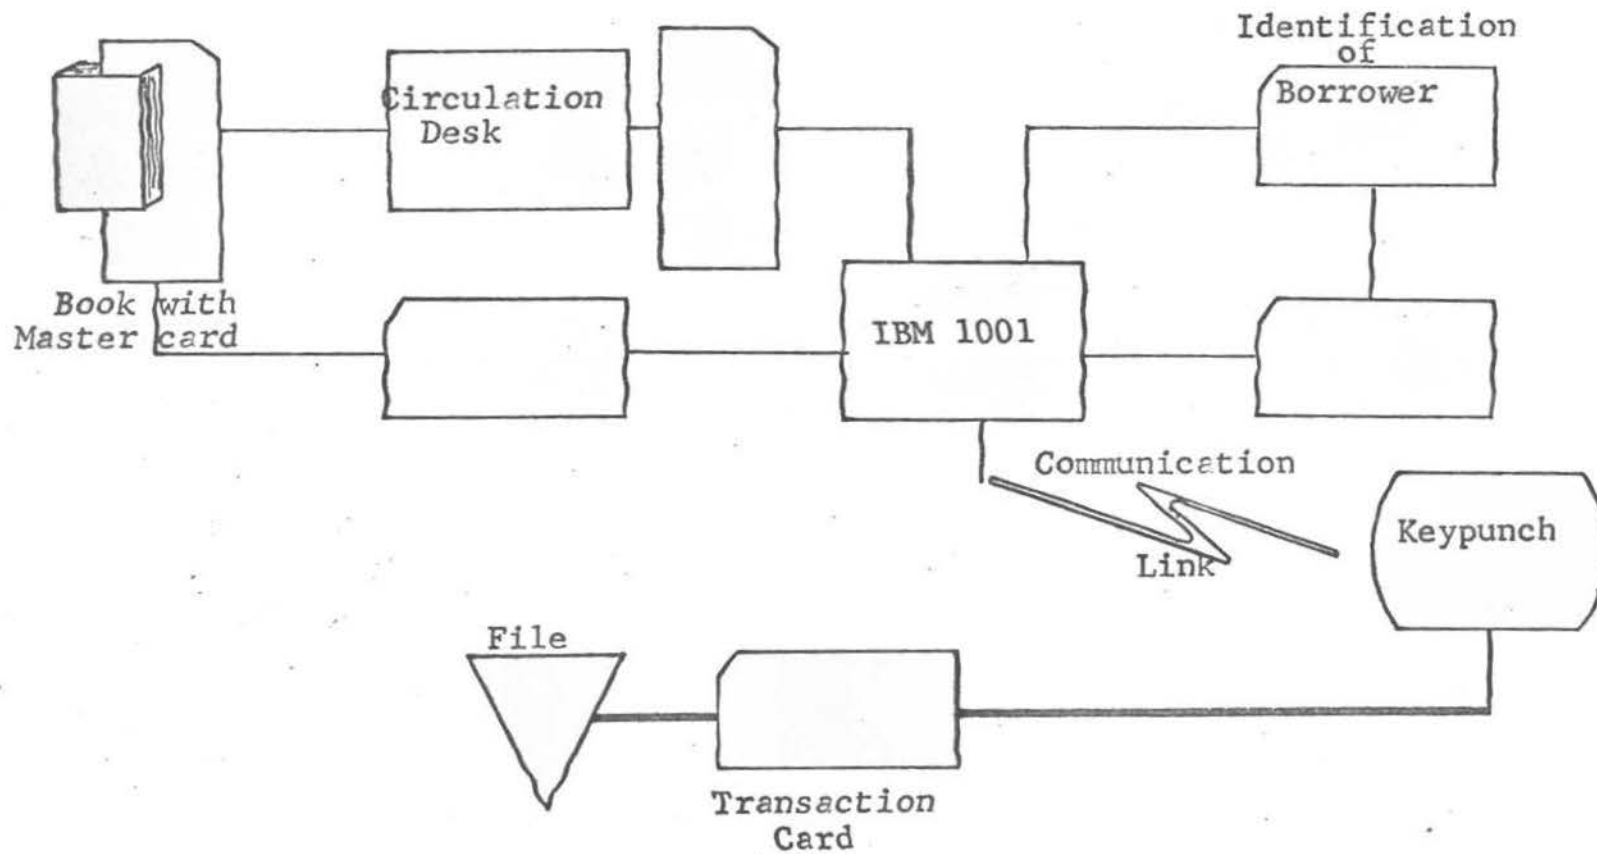 Identification
of
Borrower
Circulation
Desk
Book with
Master card
IBM 1001
Communication
Link
Keypunch
File
Transaction
Card